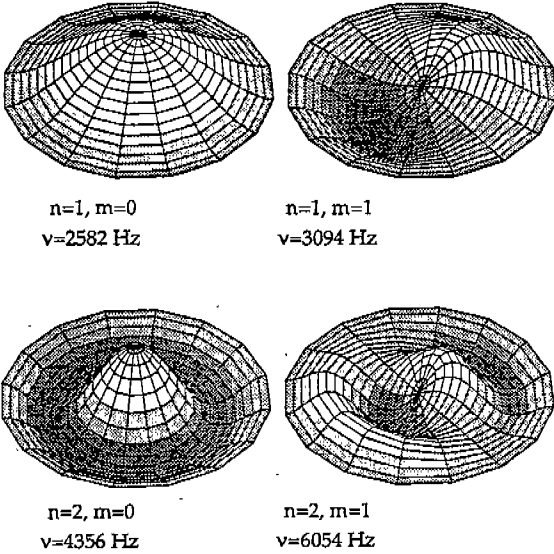 n=1, m=0
ν=2582 Hz
n=1, m=1
ν=3094 Hz
n=2, m=0
ν=4356 Hz
n=2, m=1
ν=6054 Hz